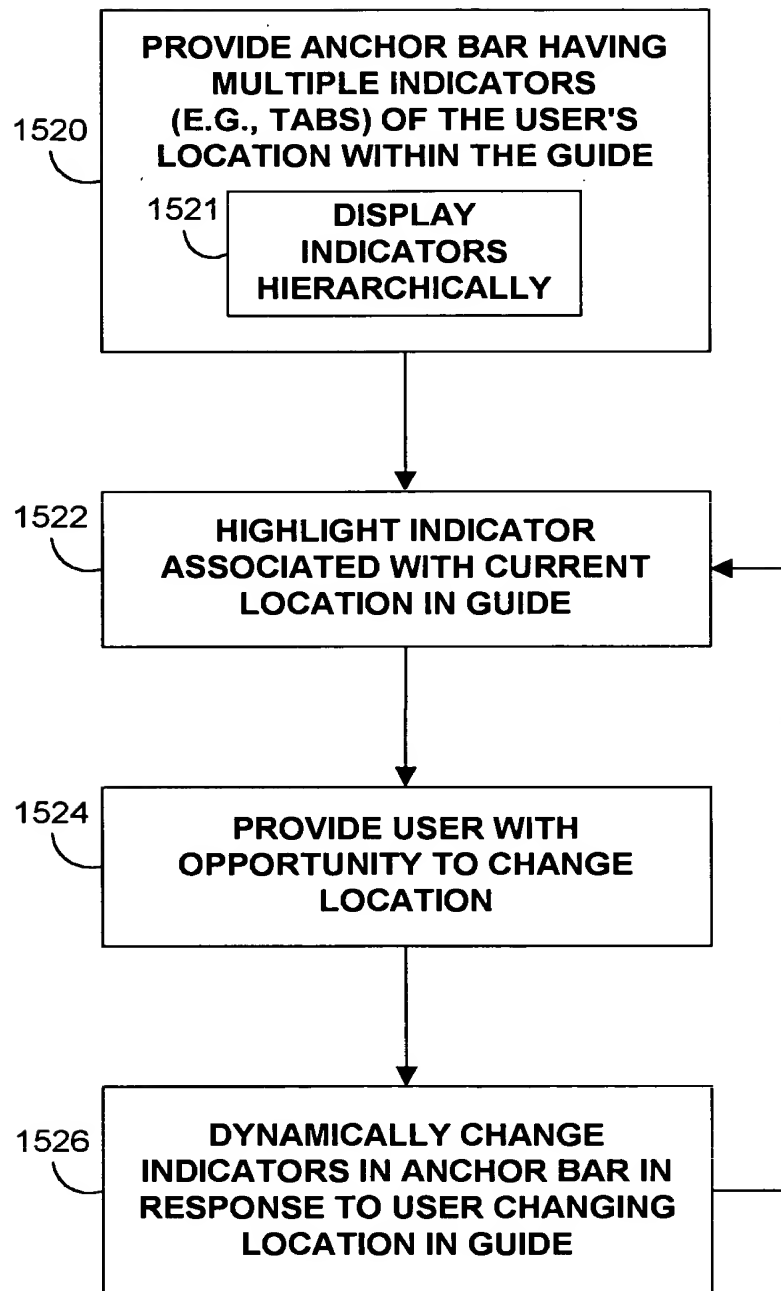 PROVIDE ANCHOR BAR HAVING
MULTIPLE INDICATORS
(E.G., TABS) OF THE USER'S
LOCATION WITHIN THE GUIDE
1520
1521
DISPLAY
INDICATORS
HIERARCHICALLY
1522
HIGHLIGHT INDICATOR
ASSOCIATED WITH CURRENT
LOCATION IN GUIDE
1524
PROVIDE USER WITH
OPPORTUNITY TO CHANGE
LOCATION
1526
DYNAMICALLY CHANGE
INDICATORS IN ANCHOR BAR IN
RESPONSE TO USER CHANGING
LOCATION IN GUIDE